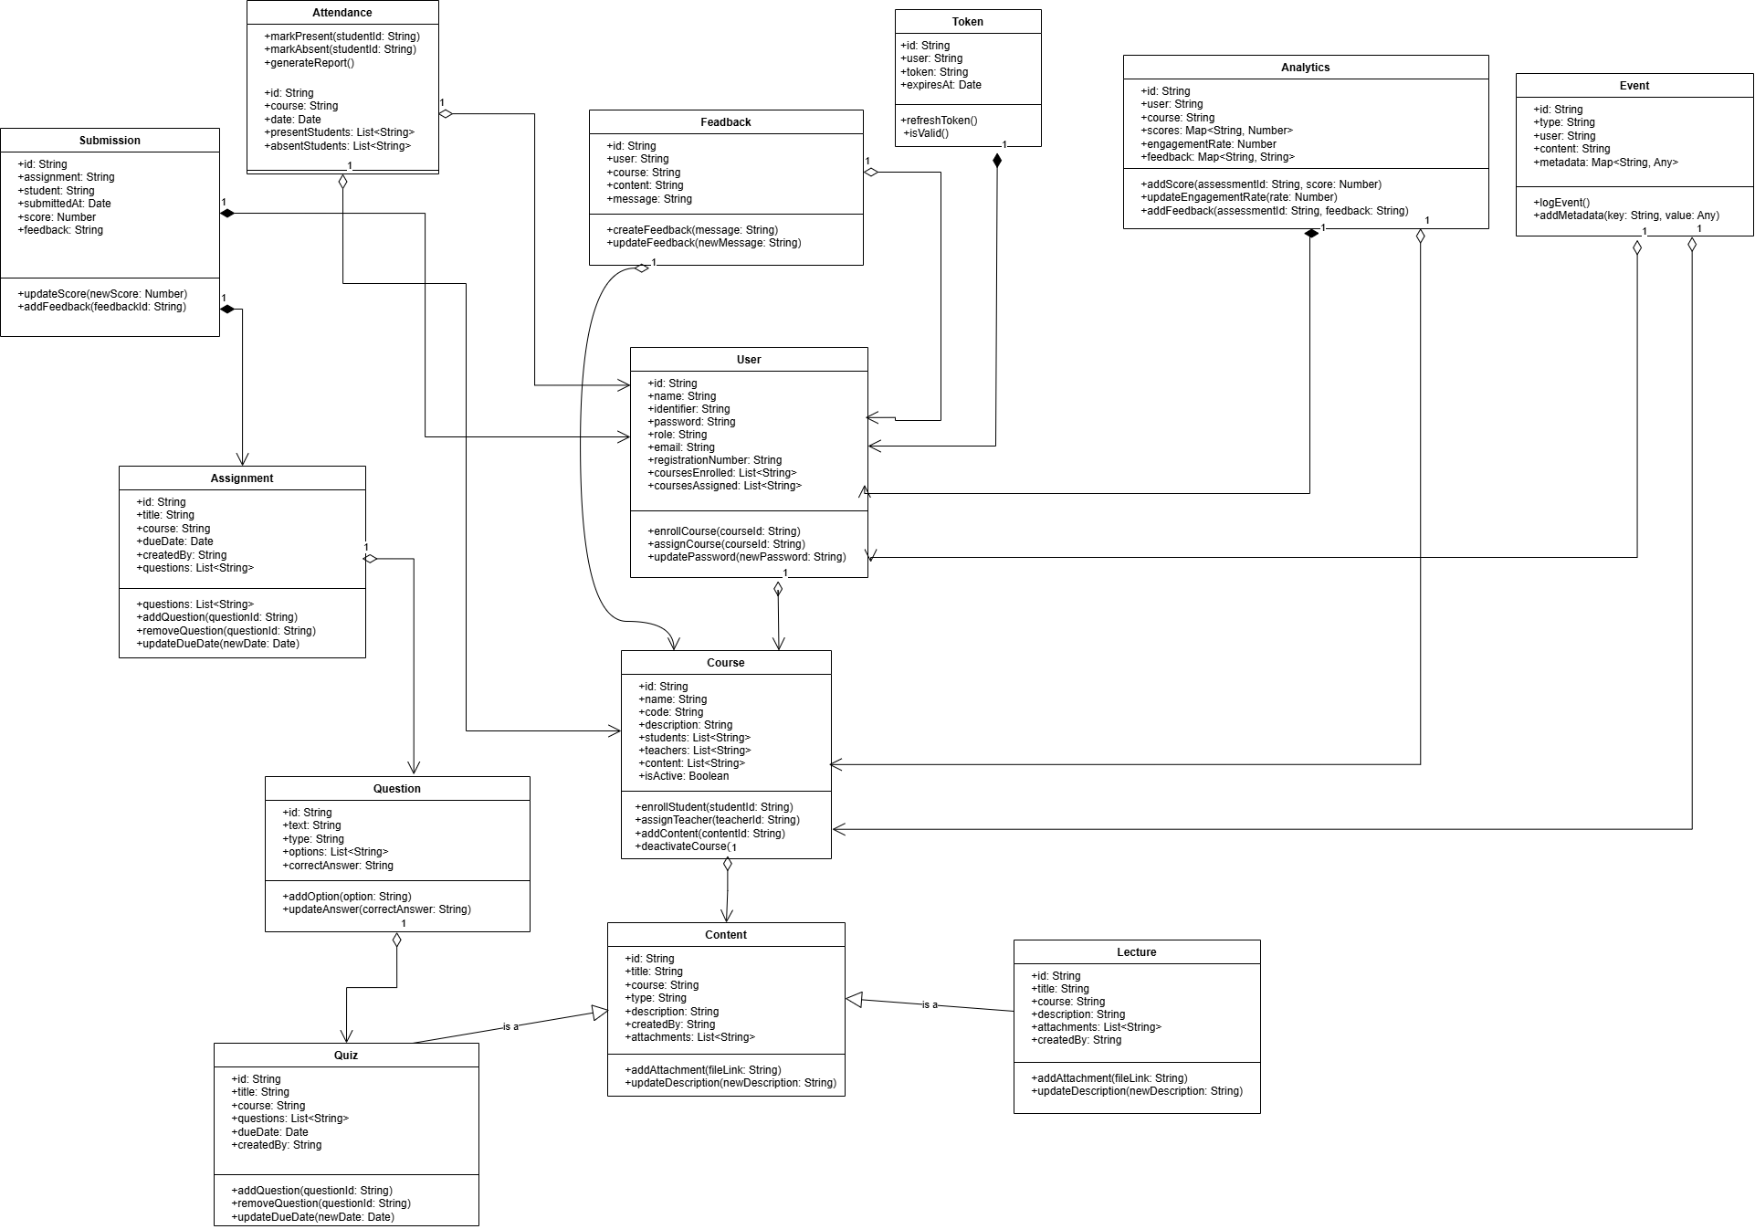 Attendance
+markPresent(studentId: String)
+markAbsent(studentId: String)
+generateReport()
+id: String
+course: String
+date: Date
+presentStudents: List<String>
+absentStudents: List<String>
1
1
Token
+id: String
+user: String
+token: String
+expiresAt: Date
+refreshToken()
+isValid()
1
Analytics
+id: String
+user: String
+course: String
+scores: Map<String, Number>
+engagementRate: Number
+feedback: Map<String, String>
+addScore(assessmentId: String, score: Number)
+updateEngagementRate(rate: Number)
+addFeedback(assessmentId: String, feedback: String)
1
1
Event
+id: String
+type: String
+user: String
+content: String
+metadata: Map<String, Any>
+logEvent()
+addMetadata(key: String, value: Any)
1
1
Feadback
+id: String
+user: String
+course: String
+content: String
+message: String
+createFeedback(message: String)
+updateFeedback(newMessage: String)
1
1
Submission
+id: String
+assignment: String
+student: String
+submittedAt: Date
+score: Number
+feedback: String
+updateScore(newScore: Number)
+addFeedback(feedbackId: String)
1
1
User
+id: String
+name: String
+identifier: String
+password: String
+role: String
+email: String
+registrationNumber: String
+coursesEnrolled: List<String>
+coursesAssigned: List<String>
+enrollCourse(courseId: String)
+assignCourse(courseId: String)
+updatePassword(newPassword: String)
1
Assignment
+id: String
+title: String
+course: String
+dueDate: Date
+createdBy: String
+questions: List<String>
+questions: List<String>
+addQuestion(questionId: String)
+removeQuestion(questionId: String)
+updateDueDate(newDate: Date)
1
Course
+id: String
+name: String
+code: String
+description: String
+students: List<String>
+teachers: List<String>
+content: List<String>
+isActive: Boolean
+enrollStudent(studentId: String)
+assignTeacher(teacherId: String)
+addContent(contentId: String)
+deactivateCourse(
1
Question
+id: String
+text: String
+type: String
+options: List<String>
+correctAnswer: String
+addOption(option: String)
+updateAnswer(correctAnswer: String)
1
Content
+id: String
+title: String
+course: String
+type: String
+description: String
+createdBy: String
+attachments: List<String>
+addAttachment(fileLink: String)
+updateDescription(newDescription: String)
is a
is a
Lecture
+id: String
+title: String
+course: String
+description: String
+attachments: List<String>
+createdBy: String
+addAttachment(fileLink: String)
+updateDescription(newDescription: String)
Quiz
+id: String
+title: String
+course: String
+questions: List<String>
+dueDate: Date
+createdBy: String
+addQuestion(questionId: String)
+removeQuestion(questionId: String)
+updateDueDate(newDate: Date)